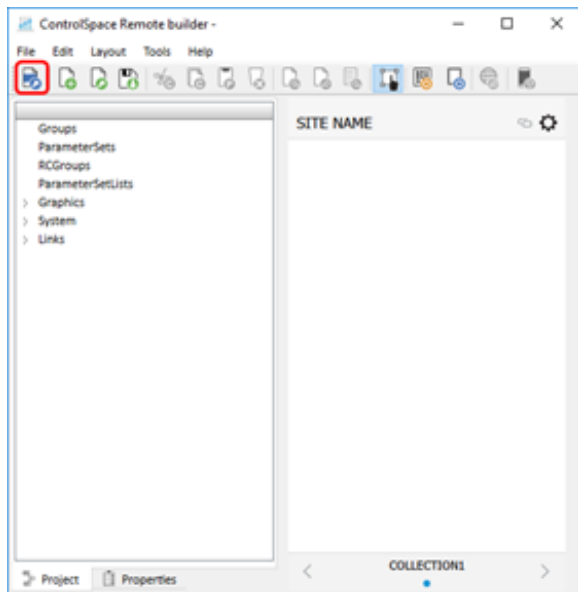 ControlSpace Remote builder -
File Edit Layout Tools Help
SITE NAME
Groups
ParameterSets
RCGroups
ParameterSetLists
Graphics
System
Links
COLLECTION1
Project Properties